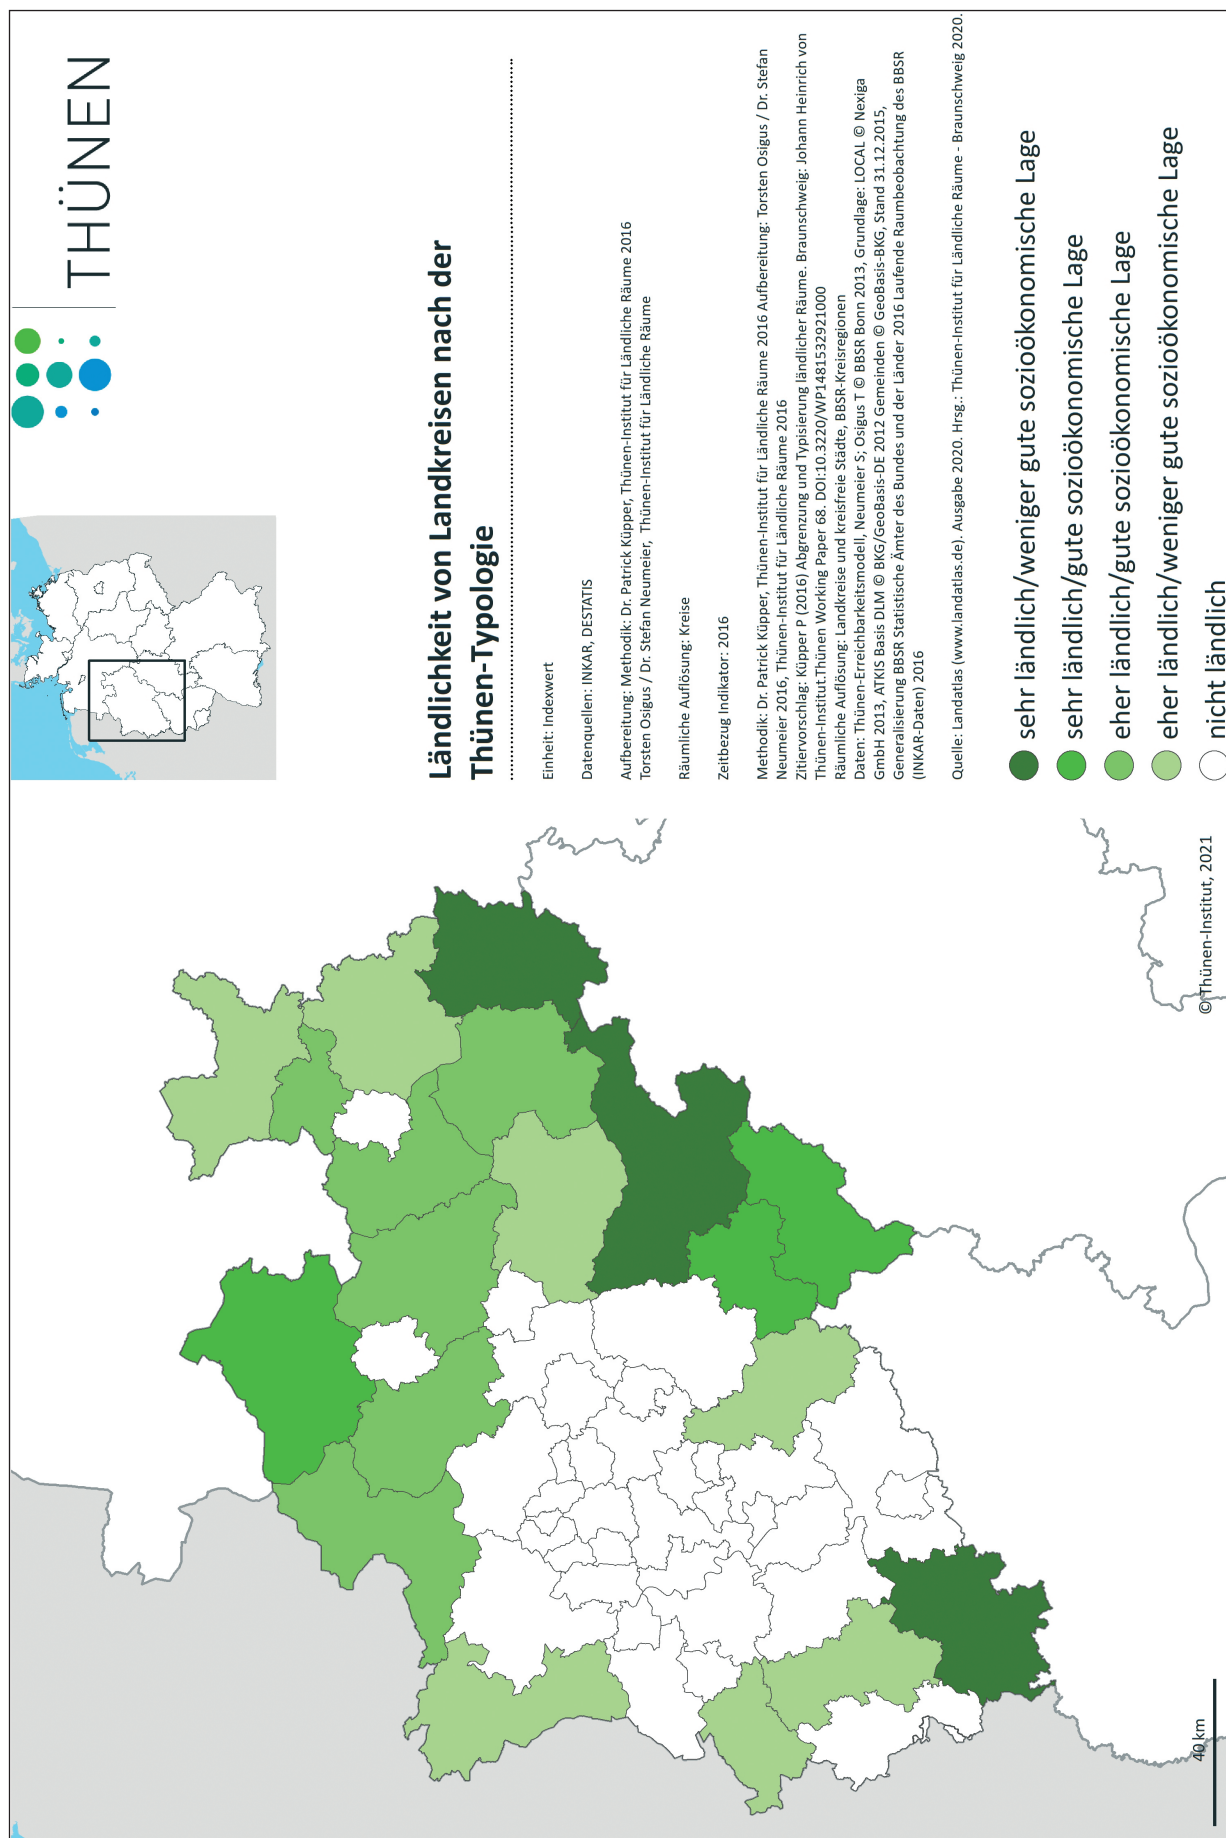 THÜNEN
Ländlichkeit von Landkreisen nach der
Thünen-Typologie
Einheit: Indexwert
Datenquellen: INKAR, DESTATIS
Aufbereitung: Methodik: Dr. Patrick Küpper, Thünen-Institut für Ländliche Räume 2016
Torsten Osigus / Dr. Stefan Neumeier, Thünen-Institut für Ländliche Räume
Räumliche Auflösung: Kreise
Zeitbezug Indikator: 2016
Methodik: Dr. Patrick Küpper, Thünen-Institut für Ländliche Räume 2016 Aufbereitung: Torsten Osigus / Dr. Stefan
Neumeier 2016, Thünen-Institut für Ländliche Räume 2016
Zitiervorschlag: Küpper P (2016) Abgrenzung und Typisierung ländlicher Räume. Braunschweig: Johann Heinrich von
Thünen-Institut.Thünen Working Paper 68. DOI:10.3220/WP1481532921000
Räumliche Auflösung: Landkreise und kreisfreie Städte, BBSR-Kreisregionen
Daten: Thünen-Erreichbarkeitsmodell, Neumeier S; Osigus T © BBSR Bonn 2013, Grundlage: LOCAL © Nexiga
GmbH 2013, ATKIS Basis DLM © BKG/GeoBasis-DE 2012 Gemeinden © GeoBasis-BKG, Stand 31.12.2015,
Generalisierung BBSR Statistische Ämter des Bundes und der Länder 2016 Laufende Raumbeobachtung des BBSR
(INKAR-Daten) 2016
Quelle: Landatlas (www.landatlas.de). Ausgabe 2020. Hrsg.: Thünen-Institut für Ländliche Räume - Braunschweig 2020.
sehr ländlich/weniger gute sozioökonomische Lage
sehr ländlich/gute sozioökonomische Lage
eher ländlich/gute sozioökonomische Lage
eher ländlich/weniger gute sozioökonomische Lage
nicht ländlich
© Thünen-Institut, 2021
40 km